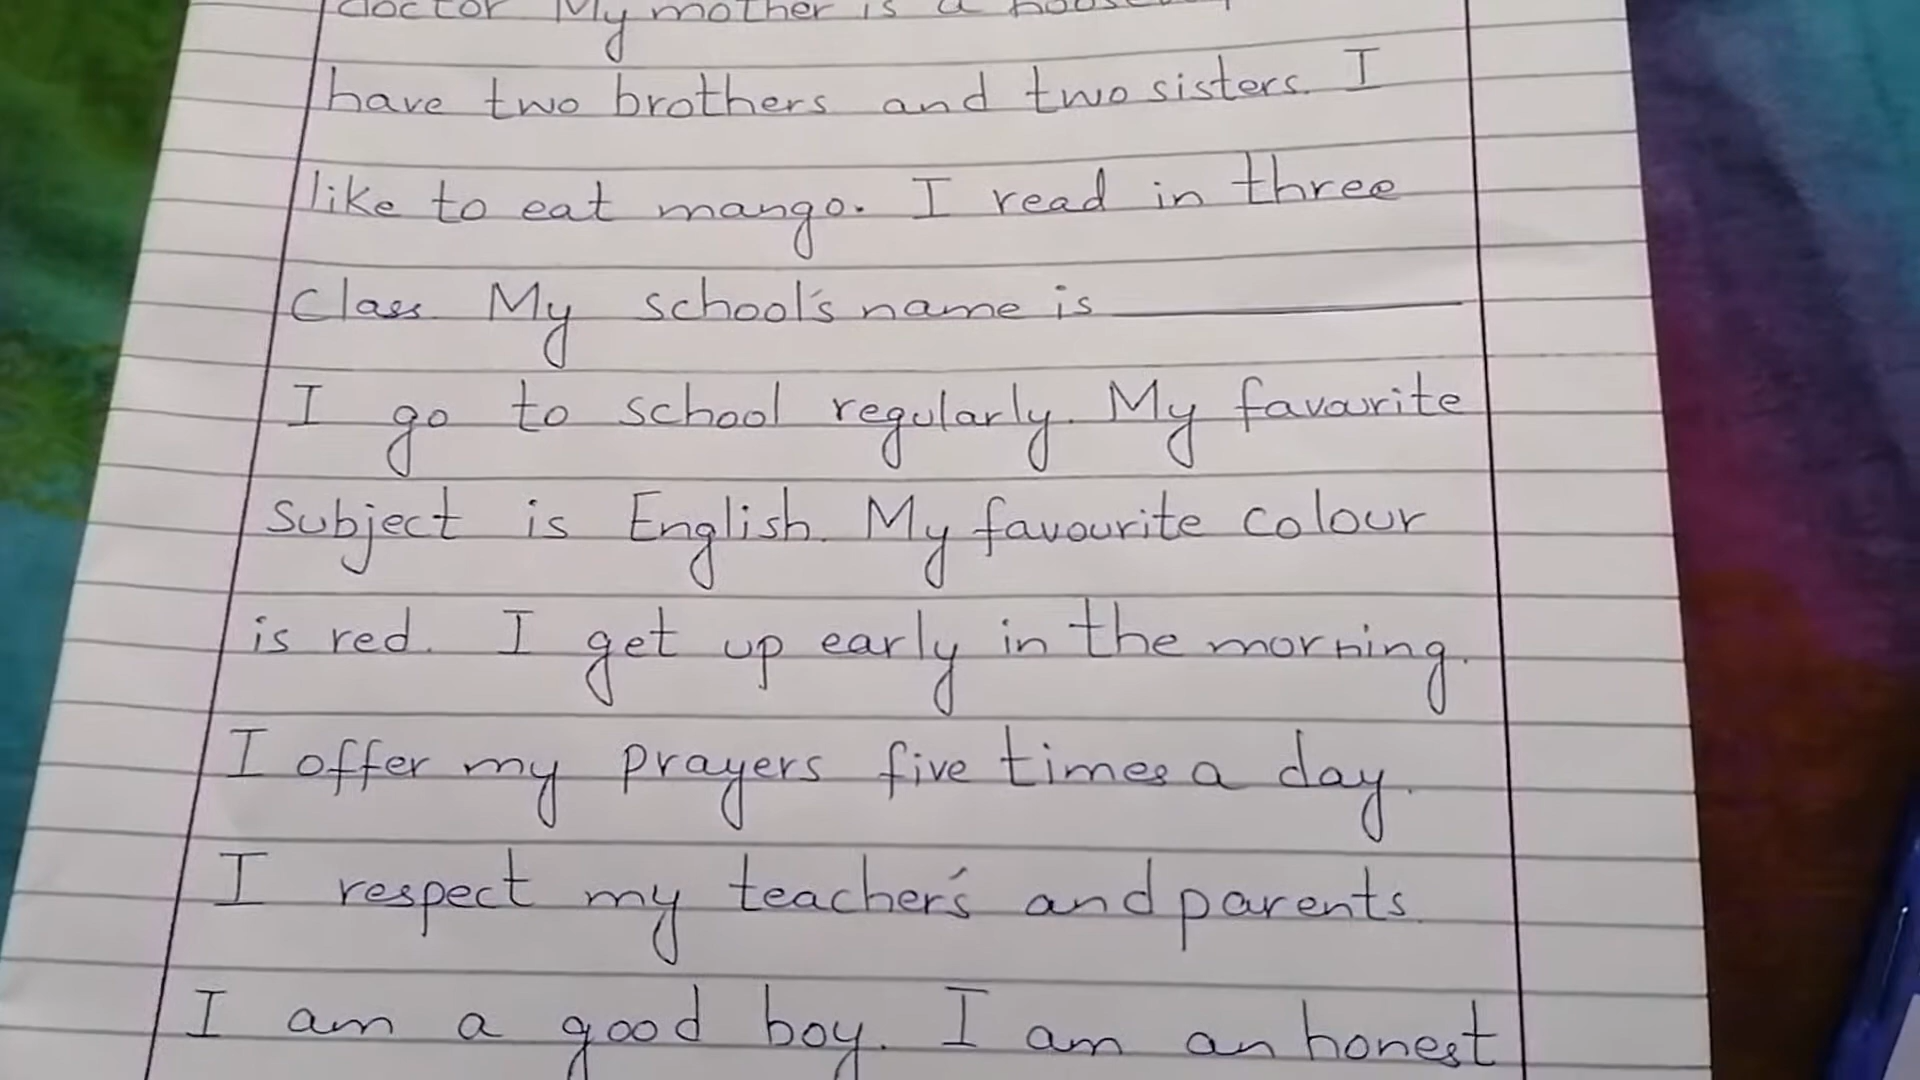 doctor My mother is a
have two brothers and two sisters. I
like to eat mango. I read in three
Class. My school's name is
I go to school regularly. My favourite
Subject is English. My favourite colour
is red. I get up early in the morning.
I offer my prayers five times a day.
I respect my teacher's and parents.
I am a good boy. I am an honest